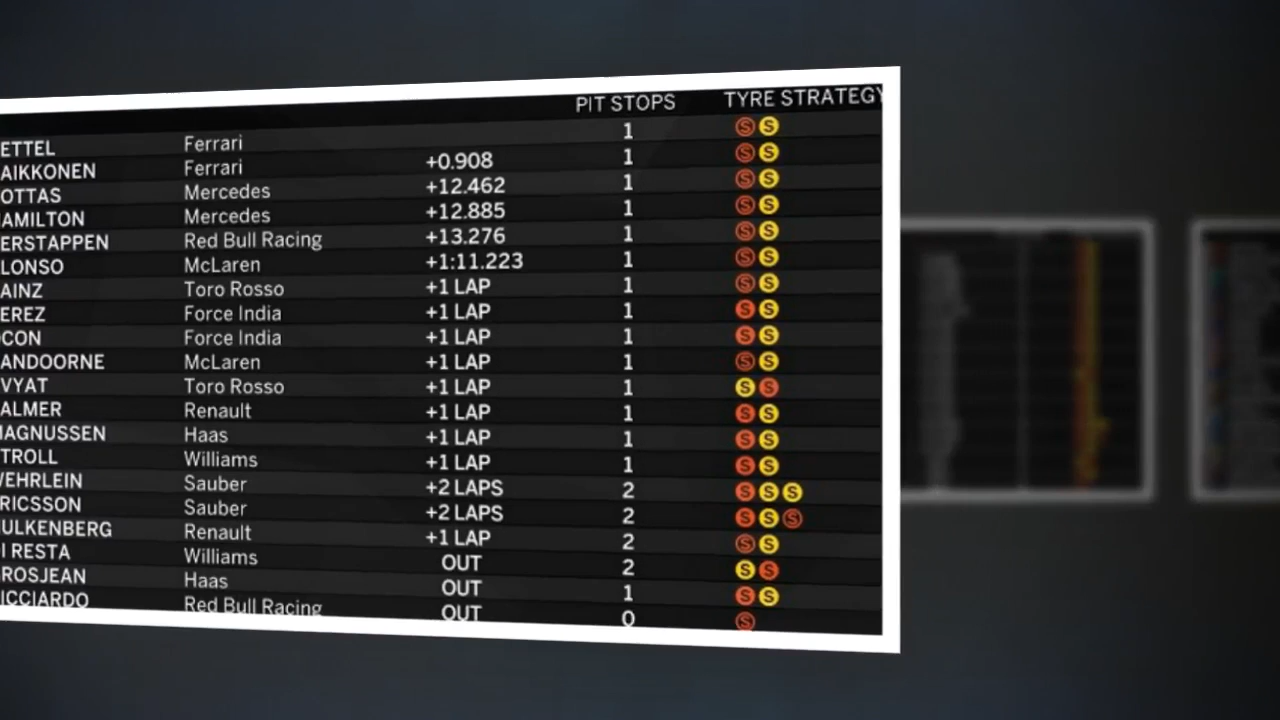 PIT STOPS TYRE STRATEGY
ETTEL Ferrari 1 S S
AIKKONEN Ferrari +0.908 1 S S
OTTAS Mercedes +12.462 1 S S
AMILTON Mercedes +12.885 1 S S
ERSTAPPEN Red Bull Racing +13.276 1 S S
LONSO McLaren +1:11.223 1 S S
AINZ Toro Rosso +1 LAP 1 S S
EREZ Force India +1 LAP 1 S S
CON Force India +1 LAP 1 S S
ANDOORNE McLaren +1 LAP 1 S S
VYAT Toro Rosso +1 LAP 1 S S
ALMER Renault +1 LAP 1 S S
MAGNUSSEN Haas +1 LAP 1 S S
TROLL Williams +1 LAP 1 S S
EHRLEIN Sauber +2 LAPS 2 S S S
RICSSON Sauber +2 LAPS 2 S S S
ULKENBERG Renault +1 LAP 2 S S
I RESTA Williams OUT 2 S S
ROSJEAN Haas OUT 1 S S
ICCIARDO Red Bull Racing OUT 0 S